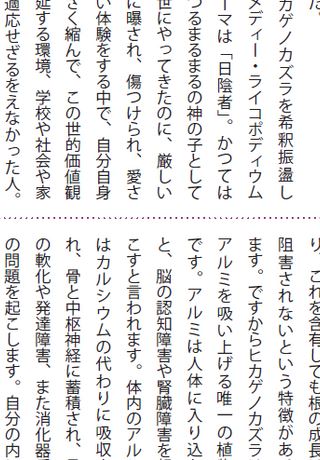 た。
カゲノカズラを希釈振盪し
メディー・ライコポディウム
ーマは「日陰者」。かつては
つるまるまるの神の子として
世にやってきたのに、厳しい
に曝され、傷つけられ、愛さ
い体験をする中で、自分自身
さく縮んで、この世的価値観
延する環境、学校や社会や家
適応せざるをえなかった人。
り、これを含有しても根の成長
阻害されないという特徴があ
ます。ですからヒカゲノカズラ
アルミを吸い上げる唯一の植
です。アルミは人体に入り込
と、脳の認知障害や腎臓障害を
こすと言われます。体内のアル
はカルシウムの代わりに吸収
れ、骨と中枢神経に蓄積され、
の軟化や発達障害、また消化器
の問題を起こします。自分の内